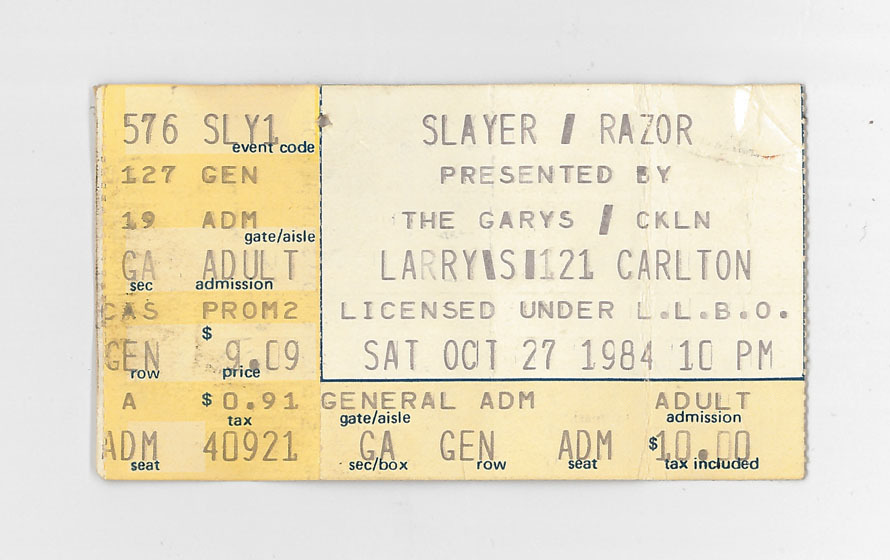 576 SLY1
event code
127 GEN
19 ADM
gate/aisle
GA ADULT
sec admission
CAS PROM2
GEN $ 9.09
row price
A $ 0.91
tax
ADM 40921
seat
SLAYER / RAZOR
PRESENTED BY
THE GARYS / CKLN
LARRY\S\121 CARLTON
LICENSED UNDER L.L.B.O.
SAT OCT 27 1984 10 PM
GENERAL ADM ADULT
gate/aisle admission
GA GEN ADM $10.00
sec/box row seat tax included